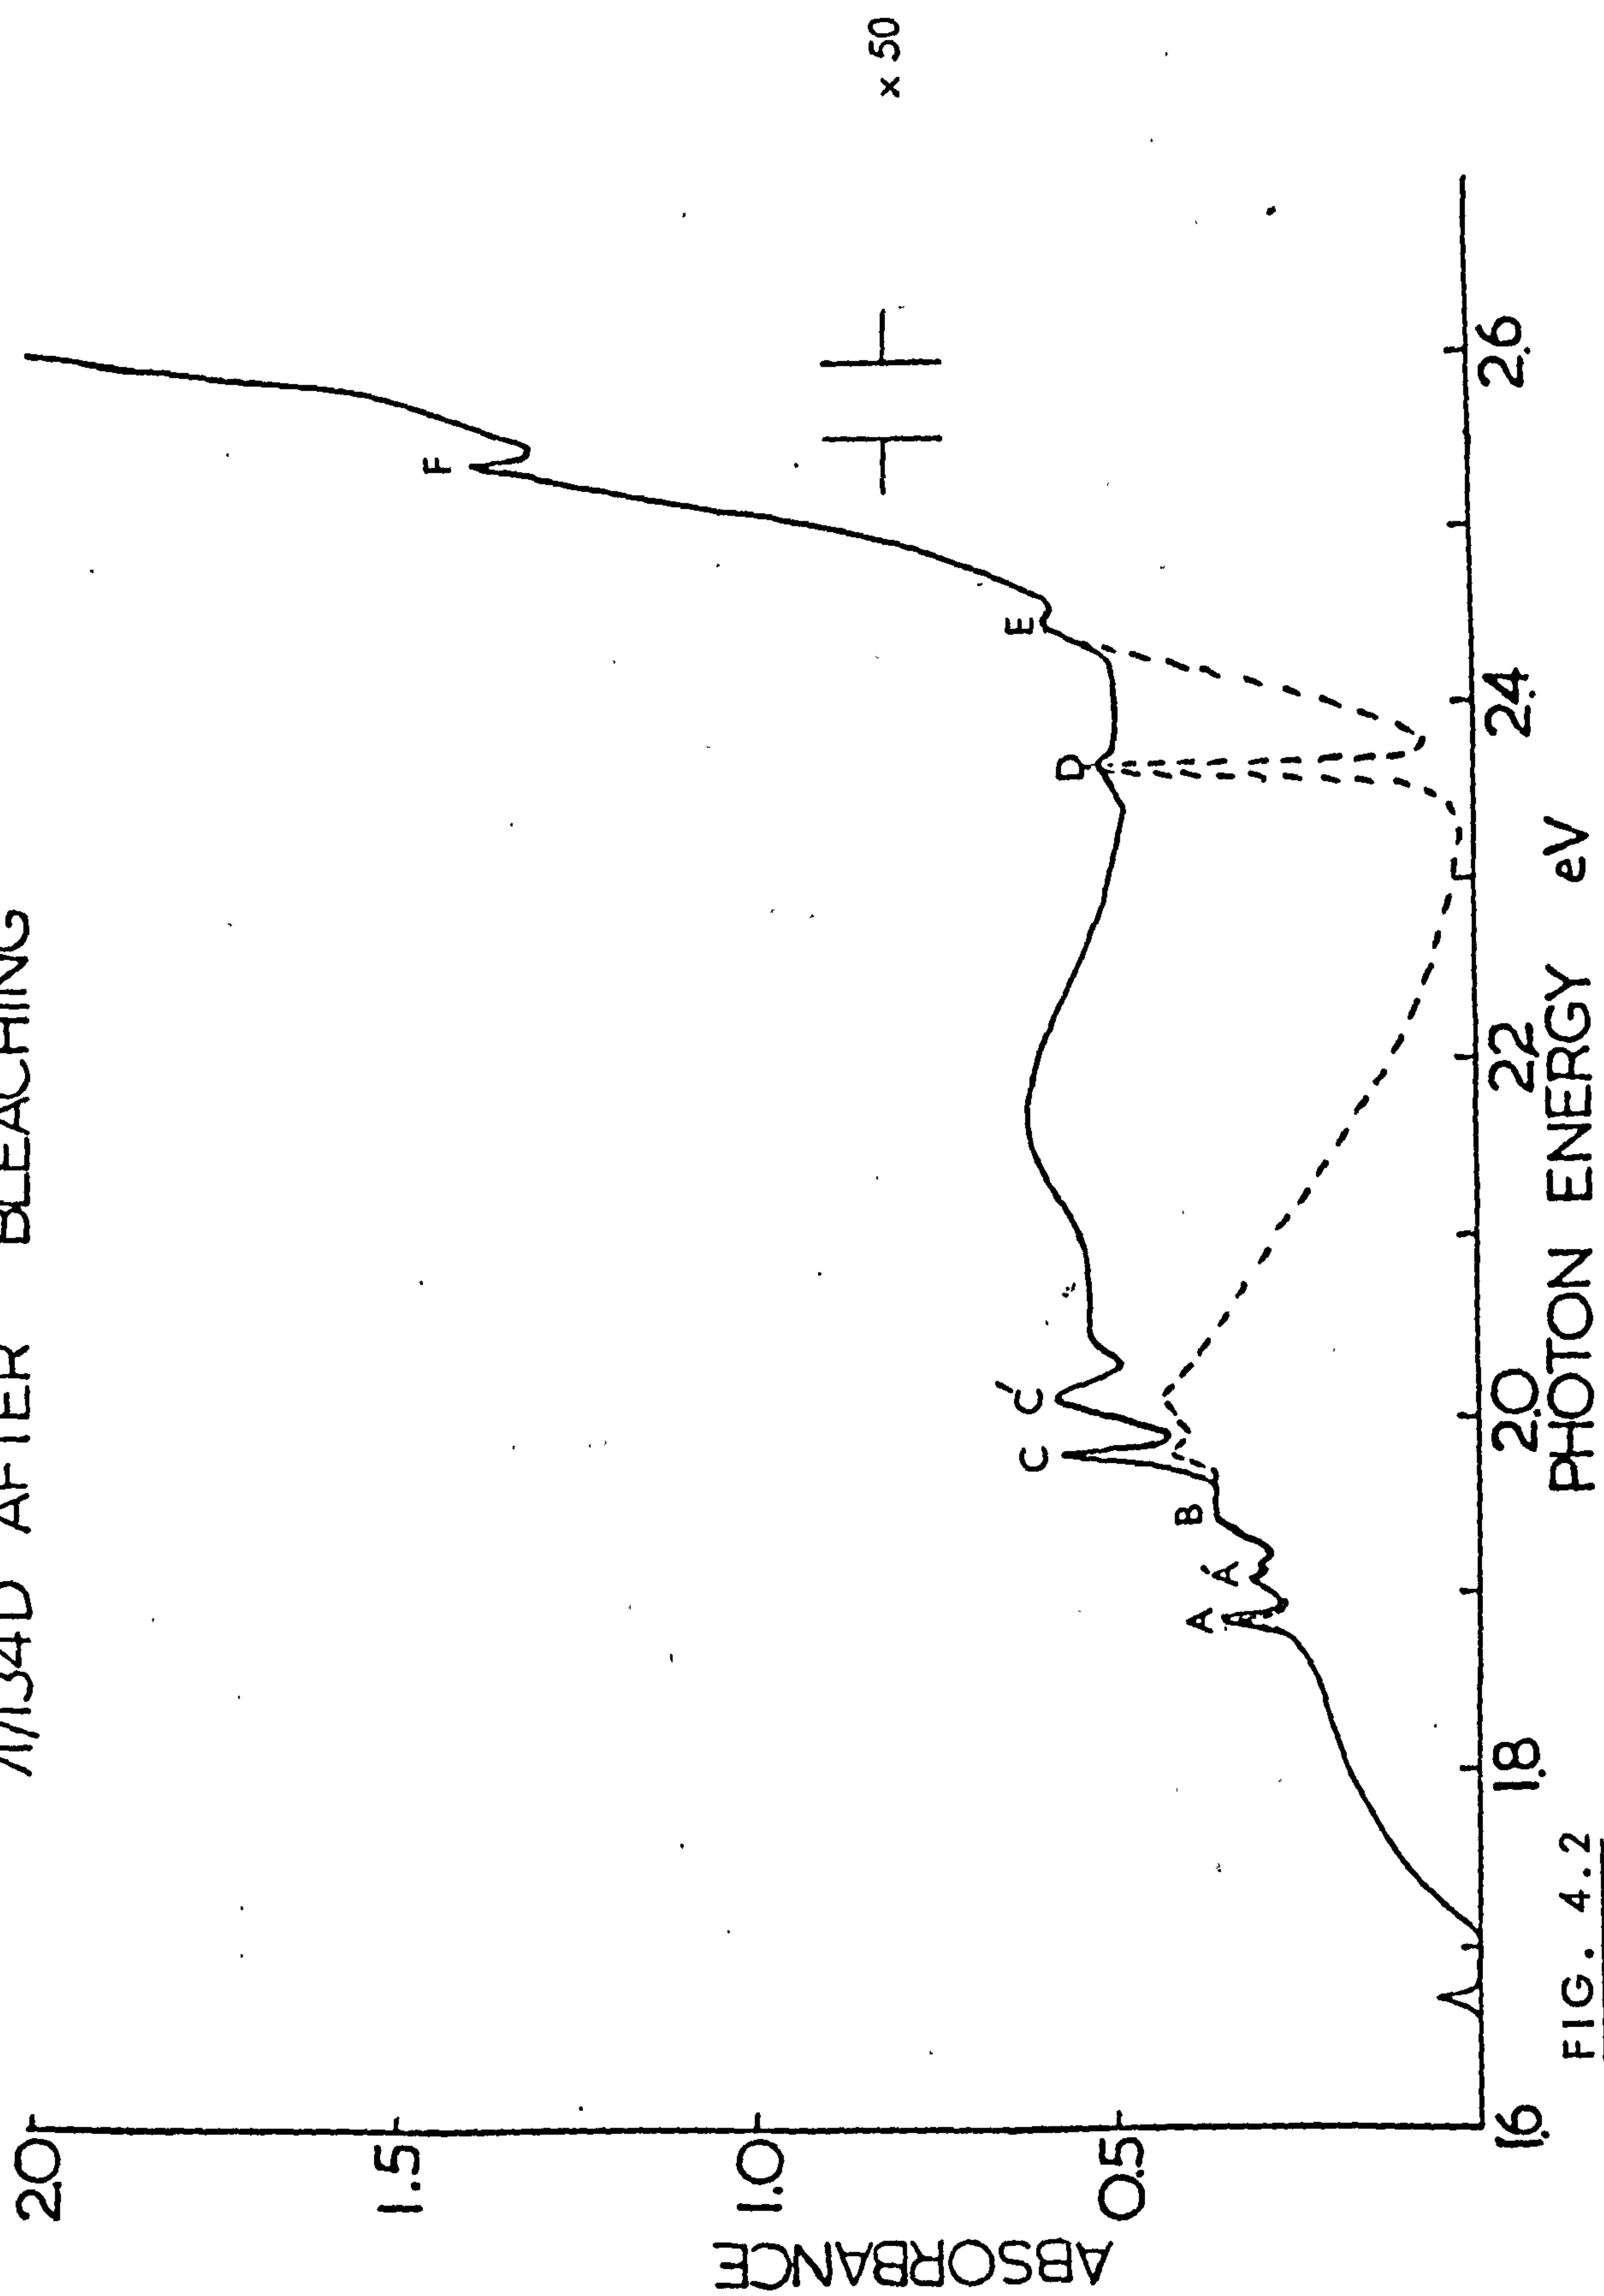 AFTER BLEACHING
2.0
1.5
1.0
0.5
ABSORBANCE
A
A'
B
C
C'
D
E
F
x 50
1.6
1.8
2.0
2.2
2.4
2.6
PHOTON ENERGY eV
FIG. 4.2